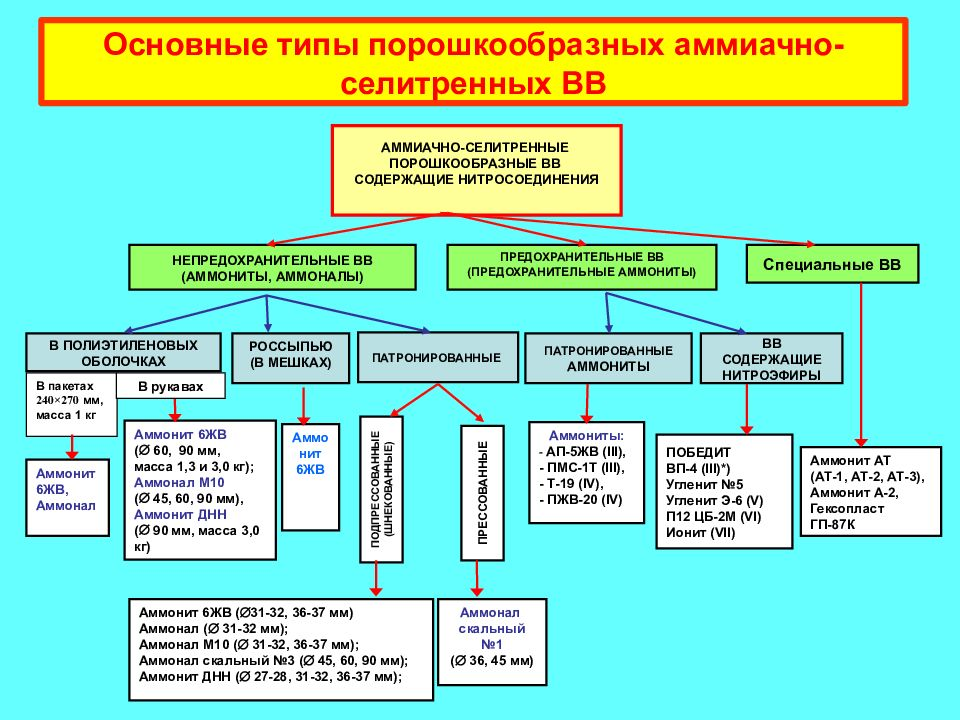 Основные типы порошкообразных аммиачно-
селитренных ВВ
АММИАЧНО-СЕЛИТРЕННЫЕ
ПОРОШКООБРАЗНЫЕ ВВ
СОДЕРЖАЩИЕ НИТРОСОЕДИНЕНИЯ
НЕПРЕДОХРАНИТЕЛЬНЫЕ ВВ
(АММОНИТЫ, АММОНАЛЫ)
ПРЕДОХРАНИТЕЛЬНЫЕ ВВ
(ПРЕДОХРАНИТЕЛЬНЫЕ АММОНИТЫ)
Специальные ВВ
В ПОЛИЭТИЛЕНОВЫХ
ОБОЛОЧКАХ
РОССЫПЬЮ
(В МЕШКАХ)
ПАТРОНИРОВАННЫЕ
ПАТРОНИРОВАННЫЕ
АММОНИТЫ
ВВ
СОДЕРЖАЩИЕ
НИТРОЭФИРЫ
В пакетах
240×270 мм,
масса 1 кг
В рукавах
Аммонит
6ЖВ,
Аммонал
Аммонит 6ЖВ
(∅ 60, 90 мм,
масса 1,3 и 3,0 кг);
Аммонал М10
(∅ 45, 60, 90 мм),
Аммонит ДНН
(∅ 90 мм, масса 3,0
кг)
Аммо
нит
6ЖВ
ПОДПРЕССОВАННЫЕ
(ШНЕКОВАННЫЕ)
ПРЕССОВАННЫЕ
Аммониты:
- АП-5ЖВ (III),
- ПМС-1Т (III),
- Т-19 (IV),
- ПЖВ-20 (IV)
ПОБЕДИТ
ВП-4 (III)*)
Угленит №5
Угленит Э-6 (V)
П12 ЦБ-2М (VI)
Ионит (VII)
Аммонит АТ
(АТ-1, АТ-2, АТ-3),
Аммонит А-2,
Гексопласт
ГП-87К
Аммонит 6ЖВ (∅31-32, 36-37 мм)
Аммонал (∅ 31-32 мм);
Аммонал М10 (∅ 31-32, 36-37 мм);
Аммонал скальный №3 (∅ 45, 60, 90 мм);
Аммонит ДНН (∅ 27-28, 31-32, 36-37 мм);
Аммонал
скальный
№1
(∅ 36, 45 мм)